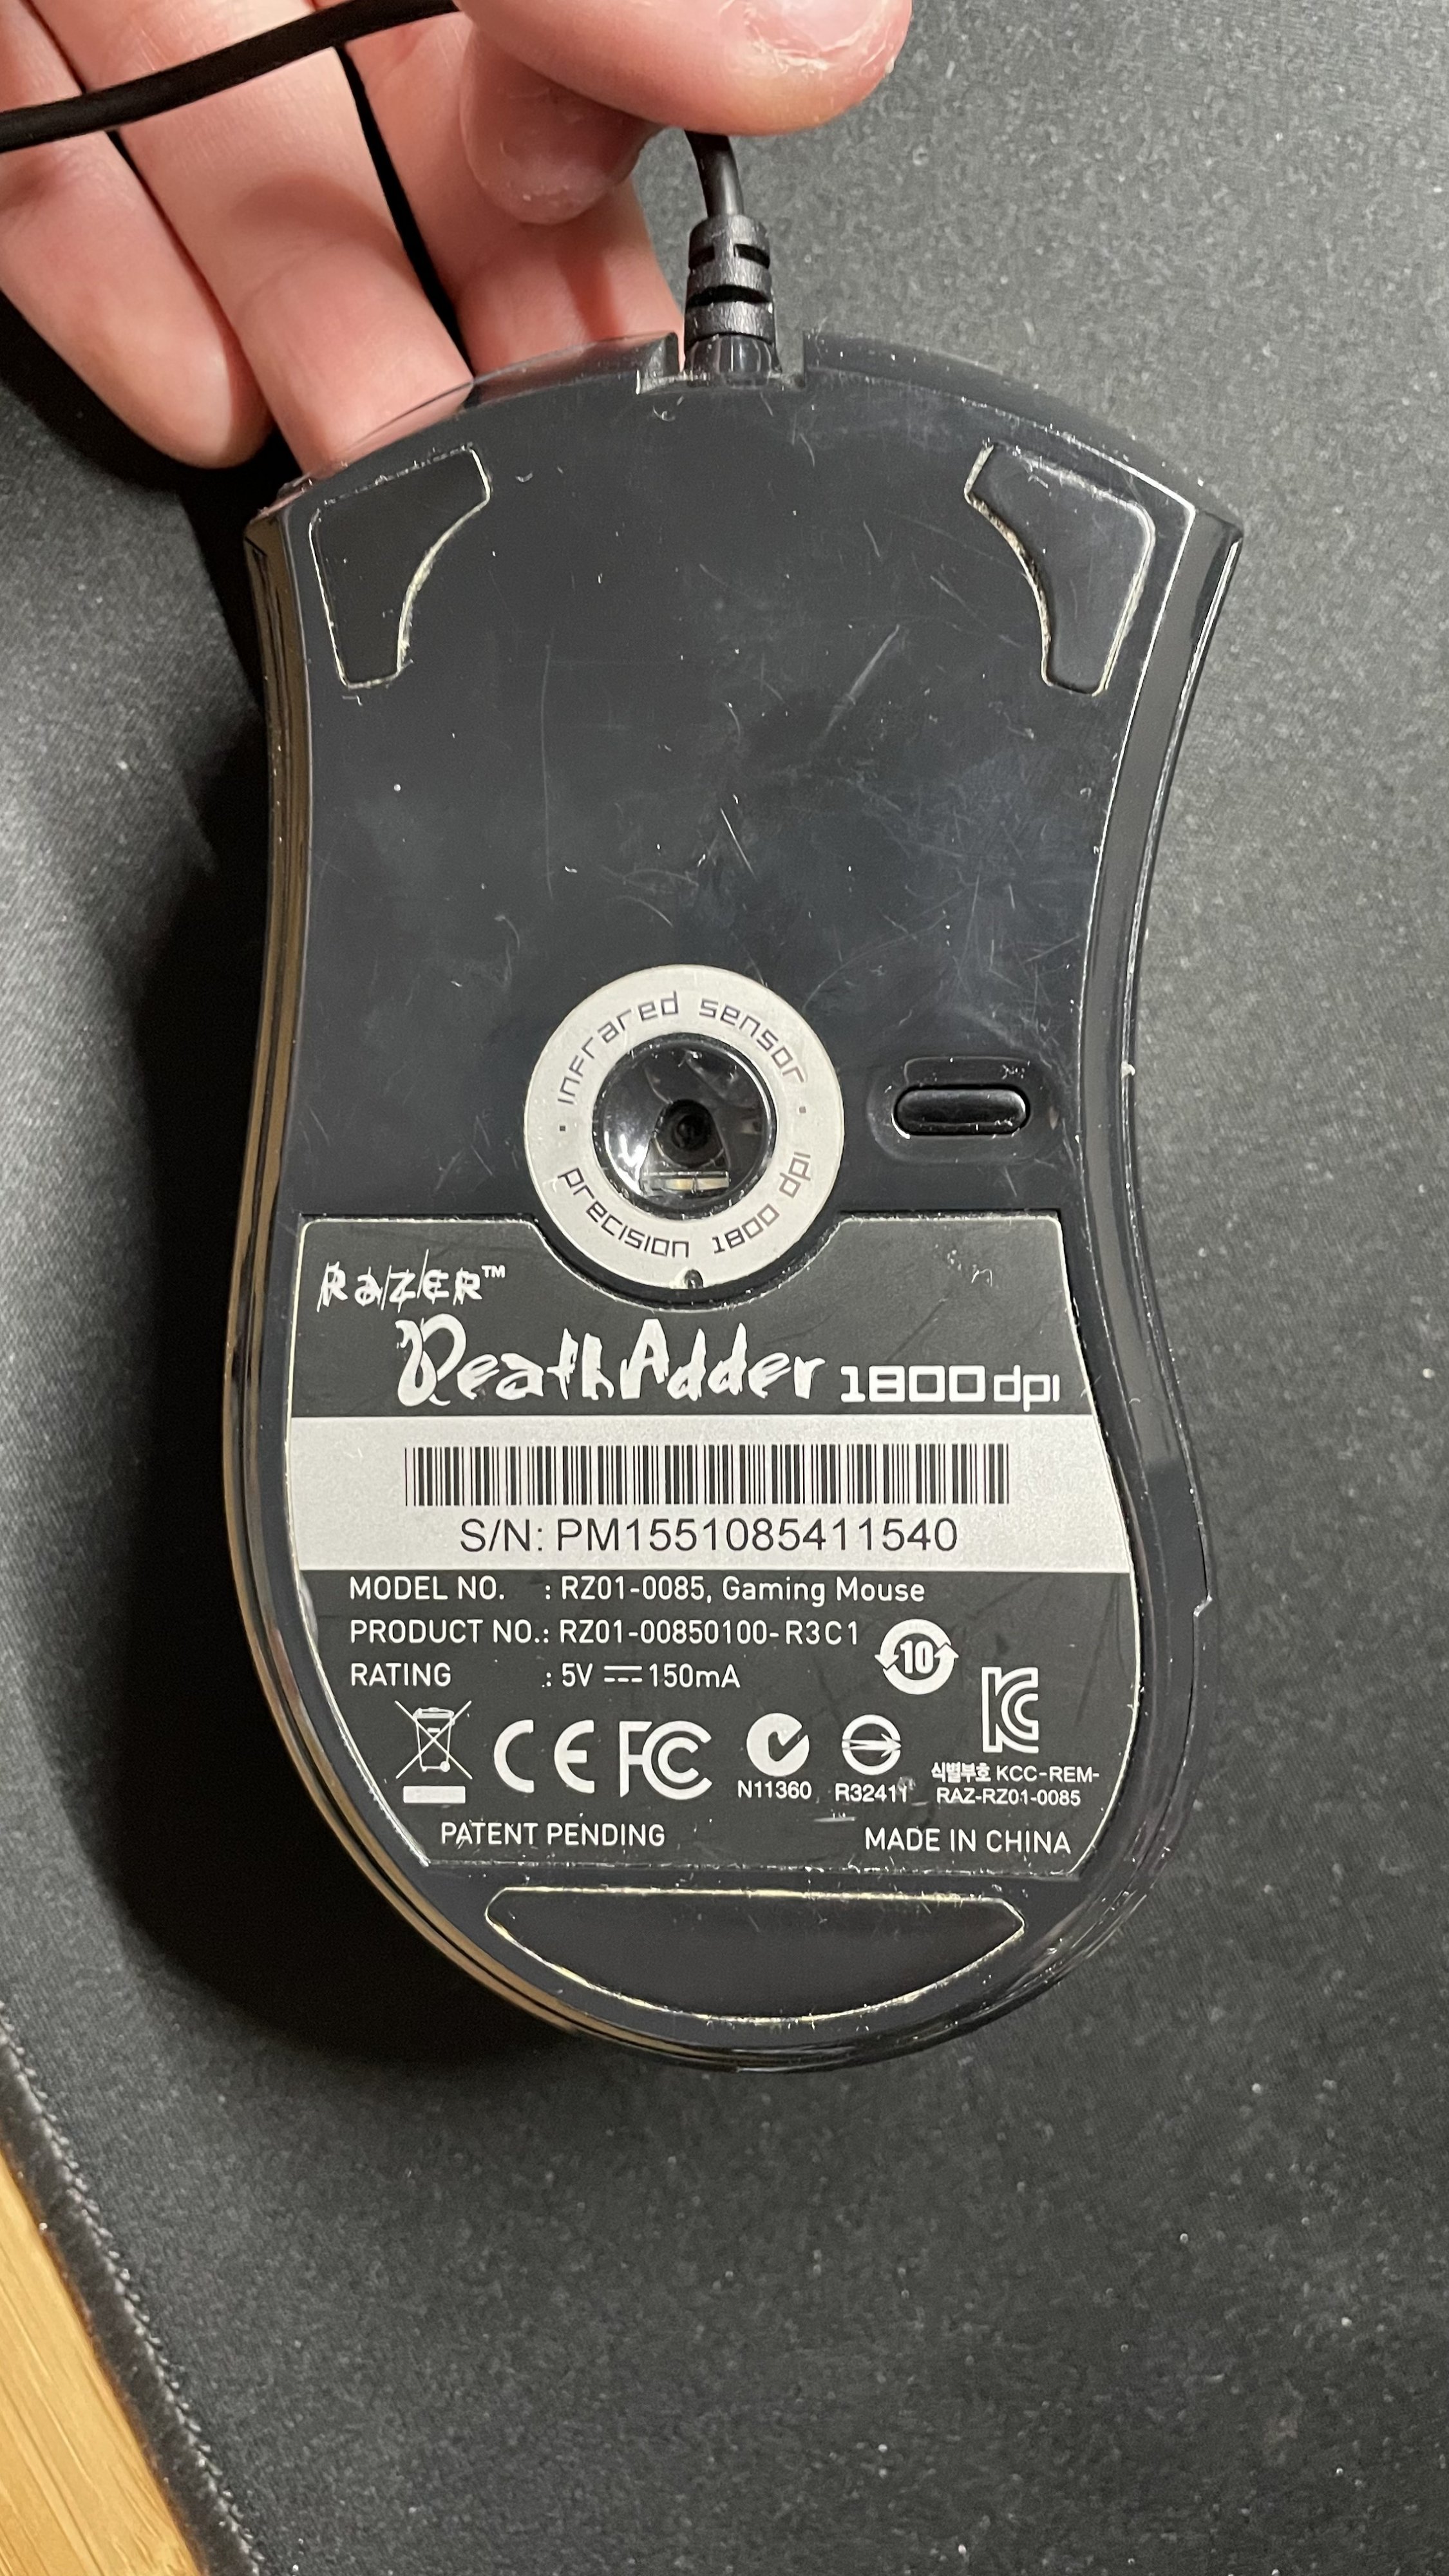 infrared sensor
precision 1800 dpi
RAZER™
DeathAdder 1800dpi
S/N: PM1551085411540
MODEL NO. : RZ01-0085, Gaming Mouse
PRODUCT NO.: RZ01-00850100-R3C1
RATING : 5V 150mA
10
CE FC
N11360 R32411
식별부호 KCC-REM-
RAZ-RZ01-0085
PATENT PENDING
MADE IN CHINA